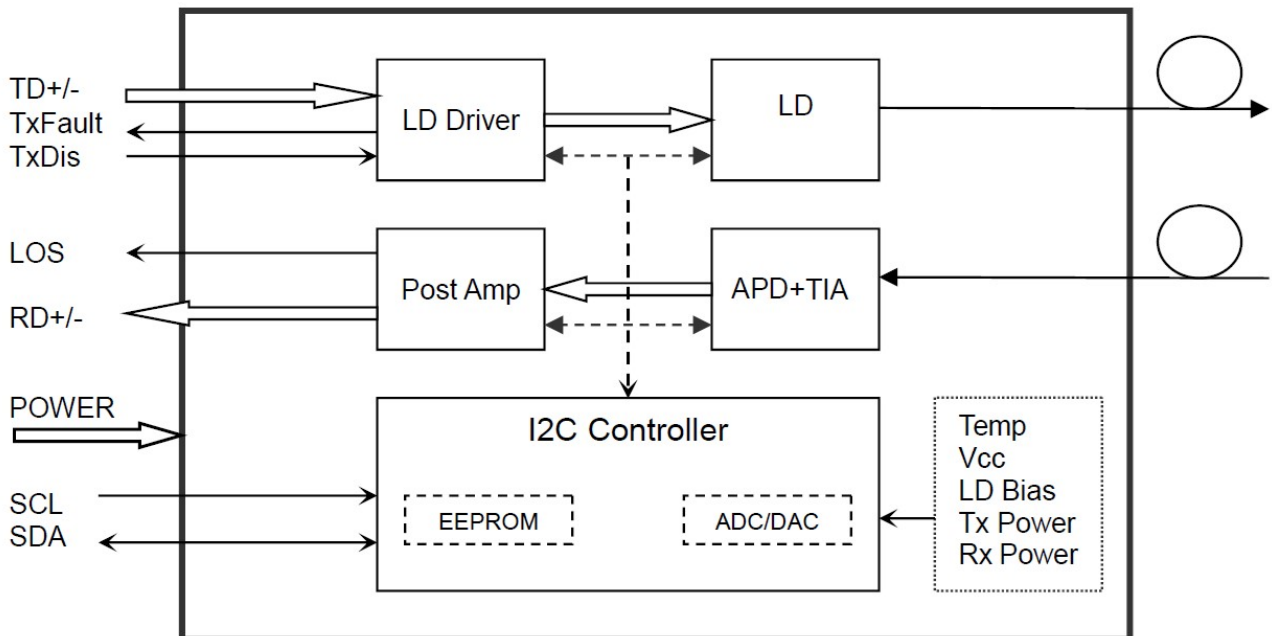 TD+/-
TxFault
TxDis
LD Driver
LD
LOS
RD+/-
Post Amp
APD+TIA
POWER
SCL
SDA
I2C Controller
EEPROM
ADC/DAC
Temp
Vcc
LD Bias
Tx Power
Rx Power